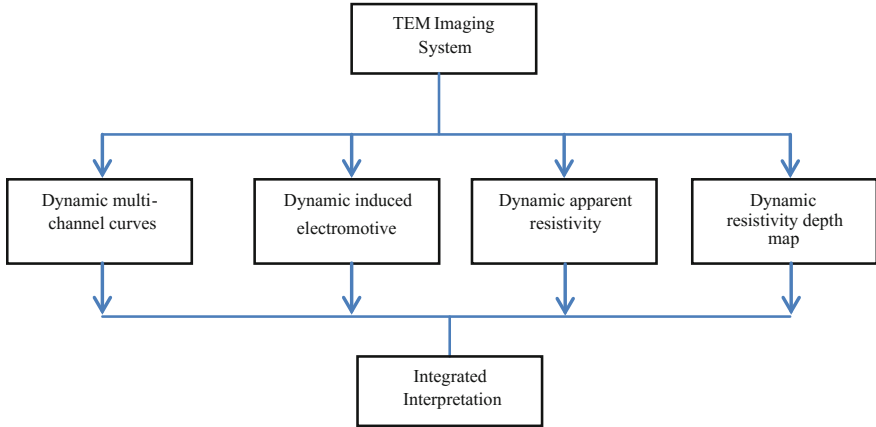 TEM Imaging
System
Dynamic multi-
channel curves
Dynamic induced
electromotive
Dynamic apparent
resistivity
Dynamic
resistivity depth
map
Integrated
Interpretation